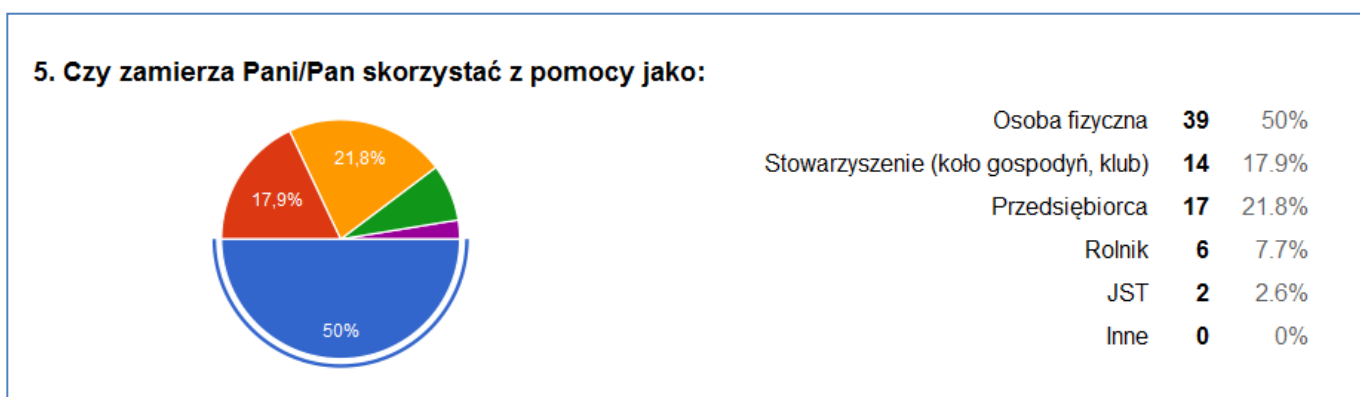 5. Czy zamierza Pani/Pan skorzystać z pomocy jako:
21,8%
17,9%
50%
Osoba fizyczna 39 50%
Stowarzyszenie (koło gospodyń, klub) 14 17.9%
Przedsiębiorca 17 21.8%
Rolnik 6 7.7%
JST 2 2.6%
Inne 0 0%